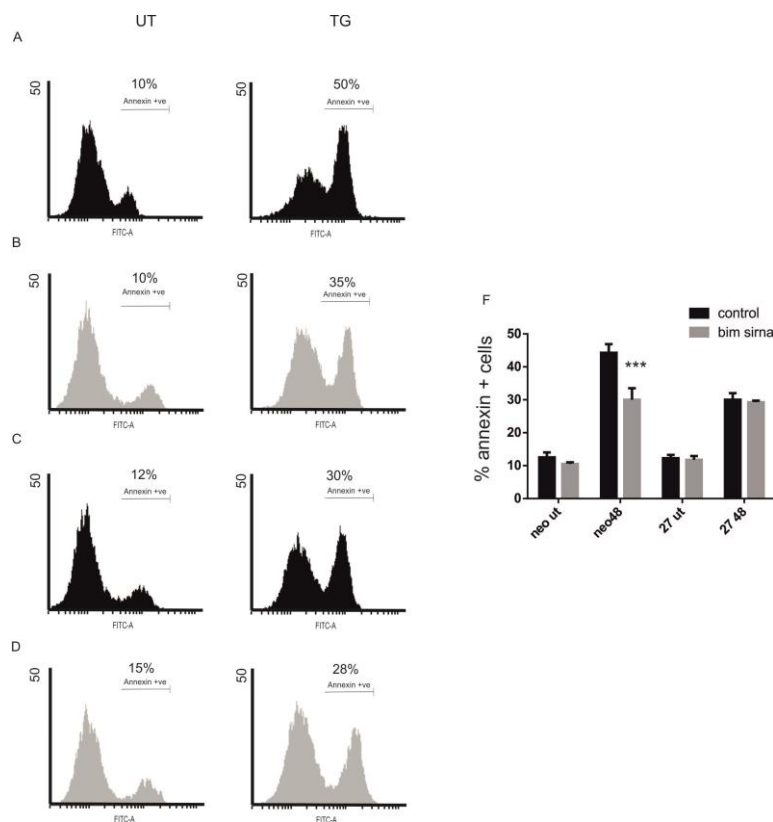 UT TG
A
50 10% Annexin +ve FITC-A
50 50% Annexin +ve FITC-A
B
50 10% Annexin +ve FITC-A
50 35% Annexin +ve FITC-A
C
50 12% Annexin +ve FITC-A
50 30% Annexin +ve FITC-A
D
50 15% Annexin +ve FITC-A
50 28% Annexin +ve FITC-A
F
control
bim sirna
% annexin + cells
50
40
30
20
10
0
***
neo ut neo48 27 ut 27 48